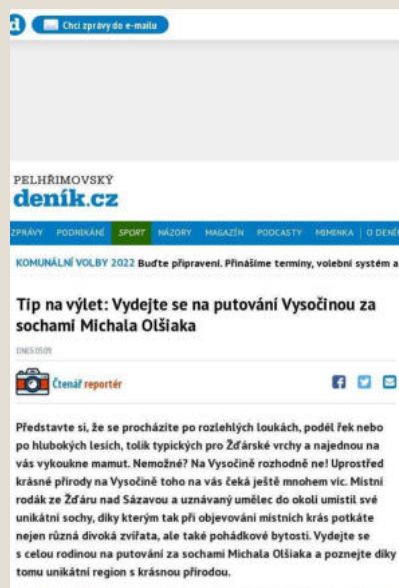 d
Chci zprávy do e-mailu
PELHŘIMOVSKÝ
deník.cz
ZPRÁVY PODNIKÁNÍ SPORT NÁZORY MAGAZÍN PODCASTY MIMINKA | O DENÍ
KOMUNÁLNÍ VOLBY 2022 Buďte připraveni. Přinášíme termíny, volební systém a
Tip na výlet: Vydejte se na putování Vysočinou za
sochami Michala Olšiaka
DNES 05:09
Čtenář reportér
Představte si, že se procházíte po rozlehlých loukách, podél řek nebo
po hlubokých lesích, tolik typických pro Žďárské vrchy a najednou na
vás vykoukne mamut. Nemožné? Na Vysočině rozhodně ne! Uprostřed
krásné přírody na Vysočině toho na vás čeká ještě mnohem víc. Místní
rodák ze Žďáru nad Sázavou a uznávaný umělec do okolí umístil své
unikátní sochy, díky kterým tak při objevování místních krás potkáte
nejen různá divoká zvířata, ale také pohádkové bytosti. Vydejte se
s celou rodinou na putování za sochami Michala Olšiaka a poznejte díky
tomu unikátní region s krásnou přírodou.